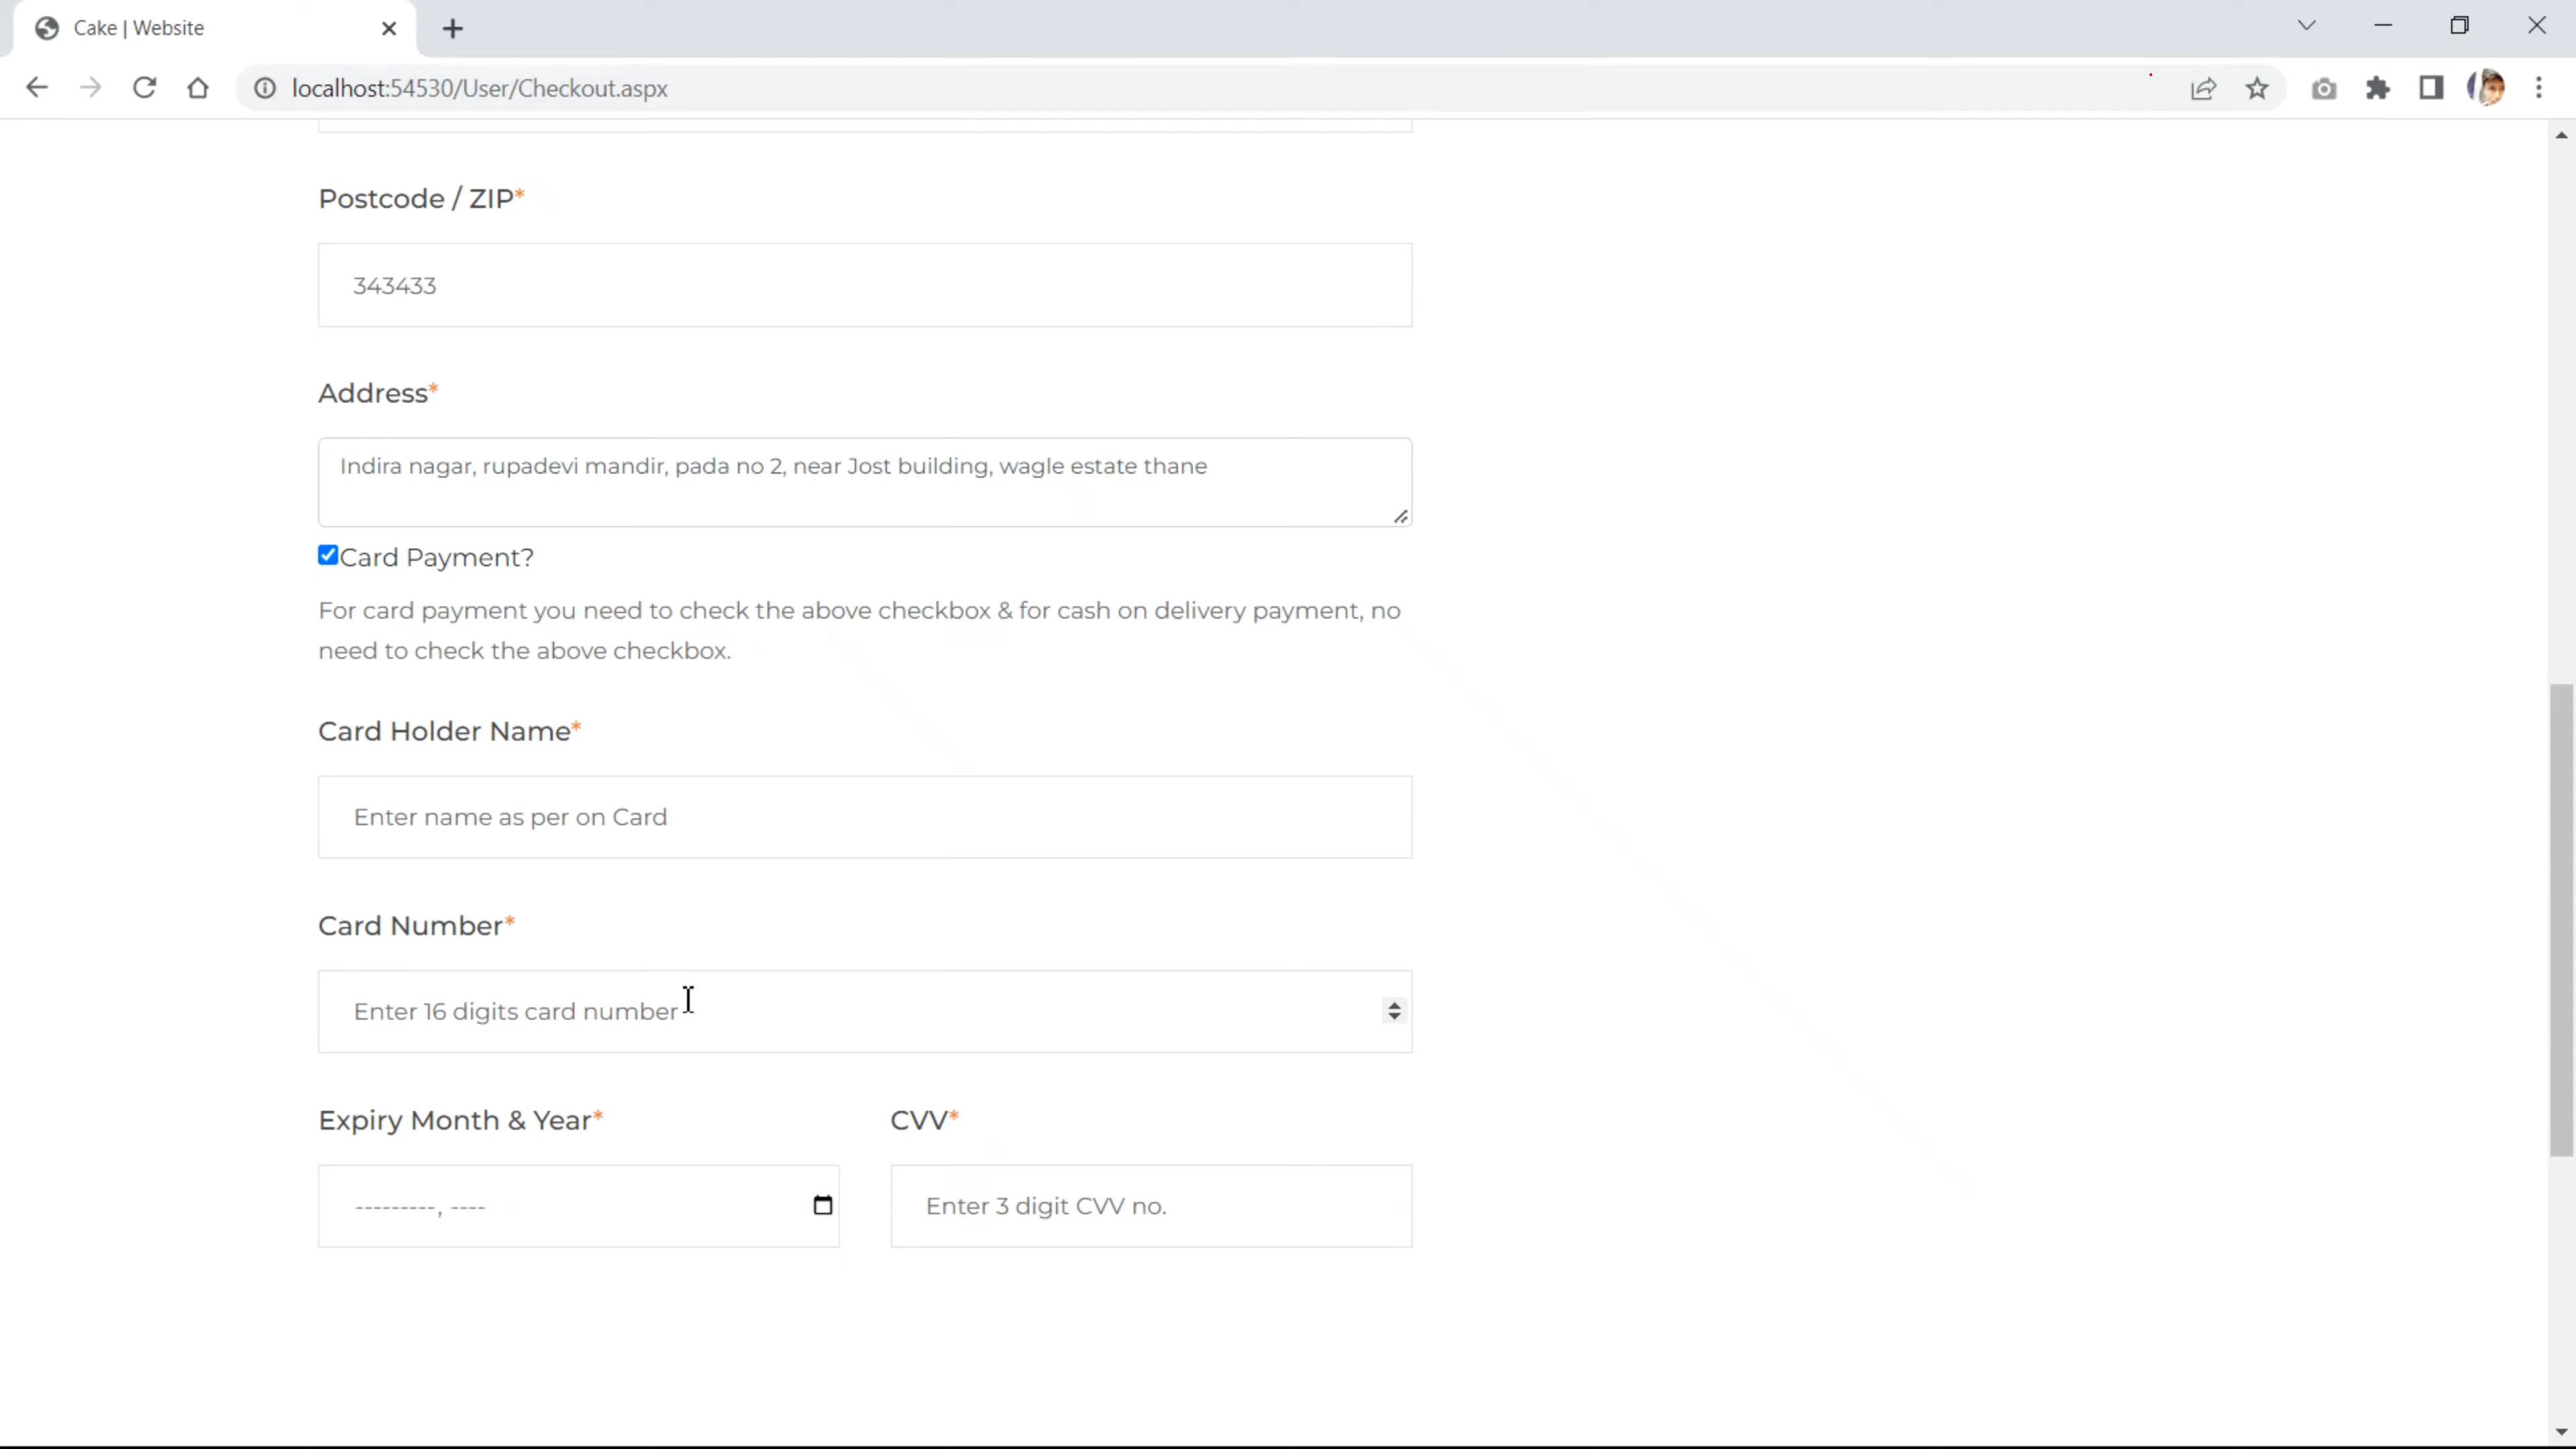 Cake | Website
localhost:54530/User/Checkout.aspx
Postcode / ZIP*
343433
Address*
Indira nagar, rupadevi mandir, pada no 2, near Jost building, wagle estate thane
Card Payment?
For card payment you need to check the above checkbox & for cash on delivery payment, no
need to check the above checkbox.
Card Holder Name*
Enter name as per on Card
Card Number*
Enter 16 digits card number
Expiry Month & Year*
CVV*
---------, ----
Enter 3 digit CVV no.